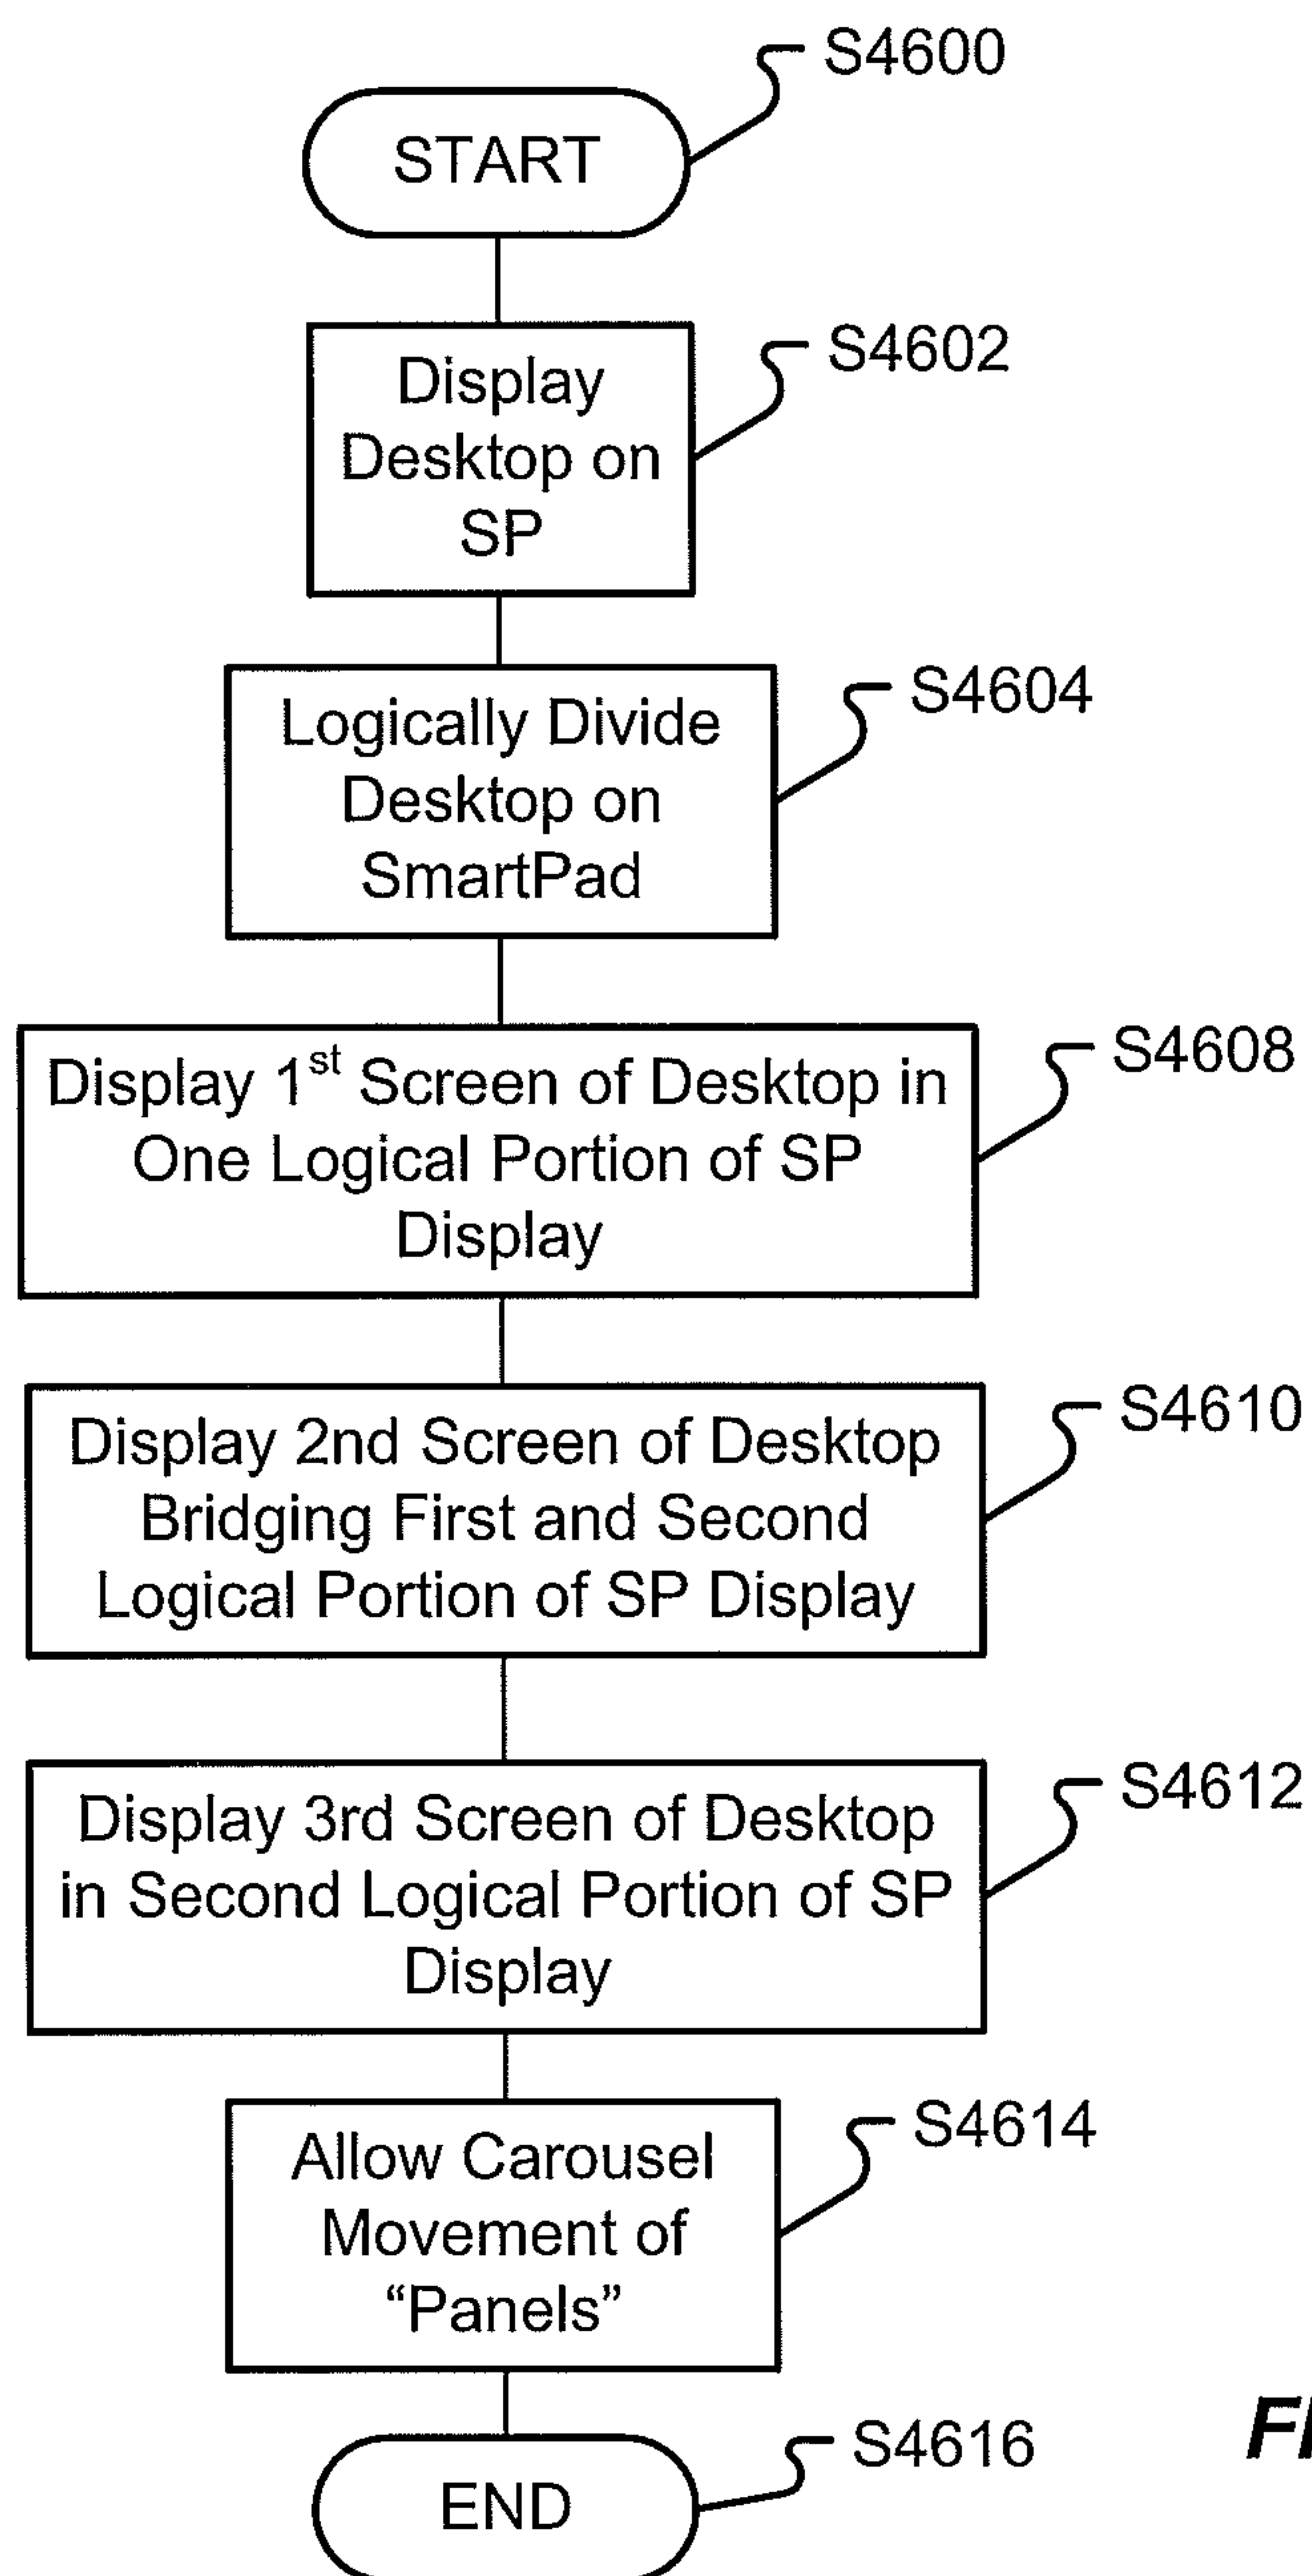 S4600
START
S4602
Display
Desktop on
SP
S4604
Logically Divide
Desktop on
SmartPad
S4608
Display 1st Screen of Desktop in
One Logical Portion of SP
Display
S4610
Display 2nd Screen of Desktop
Bridging First and Second
Logical Portion of SP Display
S4612
Display 3rd Screen of Desktop
in Second Logical Portion of SP
Display
S4614
Allow Carousel
Movement of
“Panels”
S4616
END